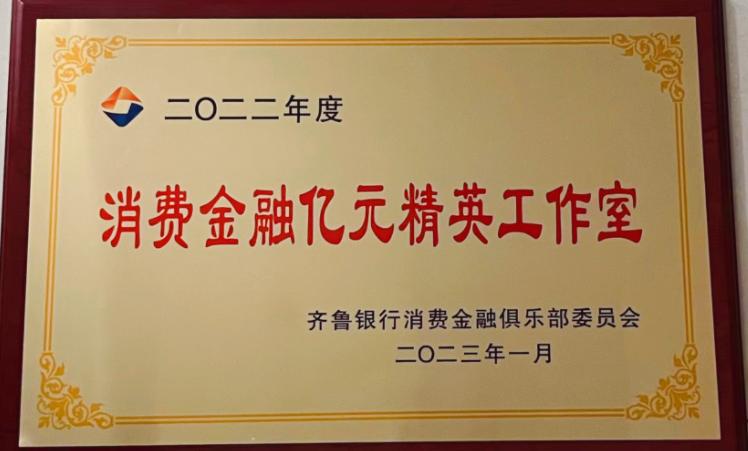 二〇二二年度
消费金融亿元精英工作室
齐鲁银行消费金融俱乐部委员会
二〇二三年一月